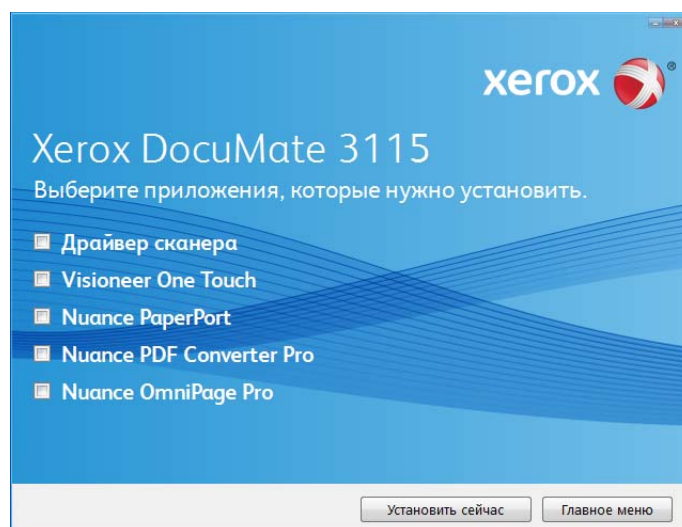 xerox ®
Xerox DocuMate 3115
Выберите приложения, которые нужно установить.
Драйвер сканера
Visioneer One Touch
Nuance PaperPort
Nuance PDF Converter Pro
Nuance OmniPage Pro
Установить сейчас Главное меню